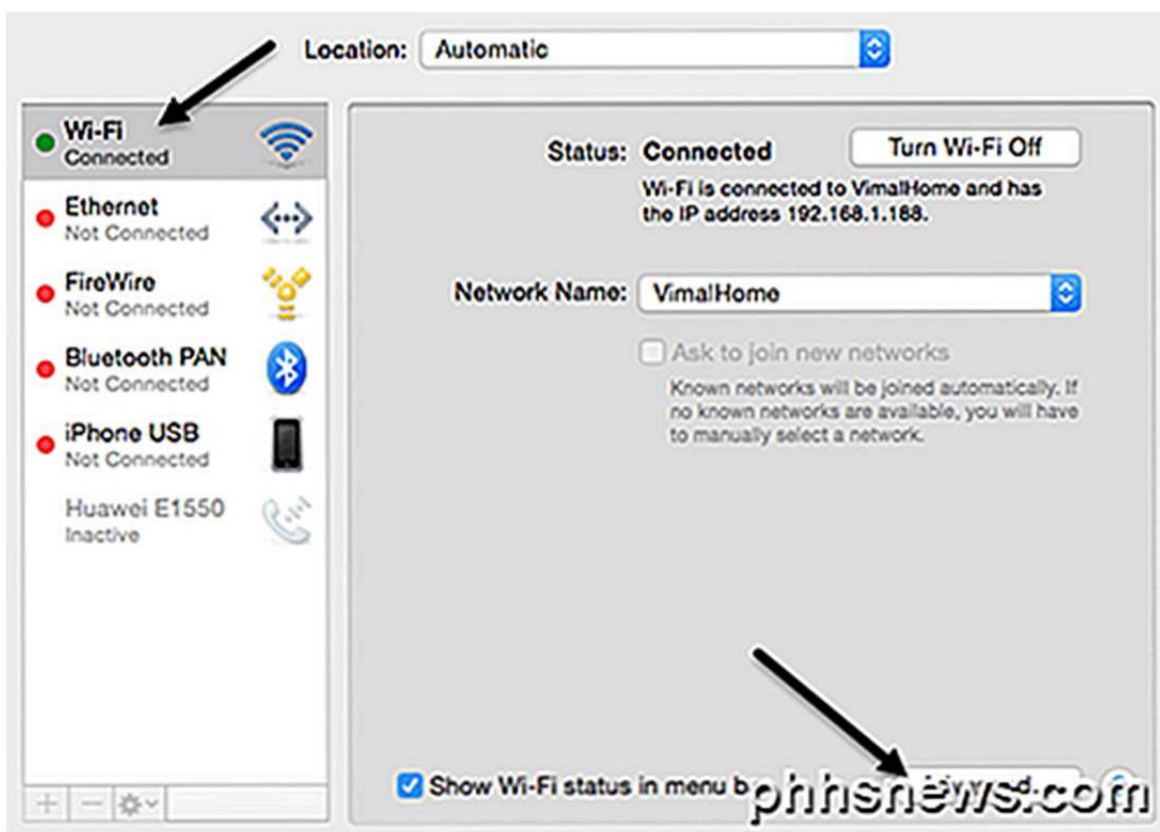 Location: Automatic
Wi-Fi
Connected
Ethernet
Not Connected
FireWire
Not Connected
Bluetooth PAN
Not Connected
iPhone USB
Not Connected
Huawei E1550
Inactive
Status: Connected
Turn Wi-Fi Off
Wi-Fi is connected to VimalHome and has
the IP address 192.168.1.188.
Network Name: VimalHome
Ask to join new networks
Known networks will be joined automatically. If
no known networks are available, you will have
to manually select a network.
Show Wi-Fi status in menu
phhsnews.com